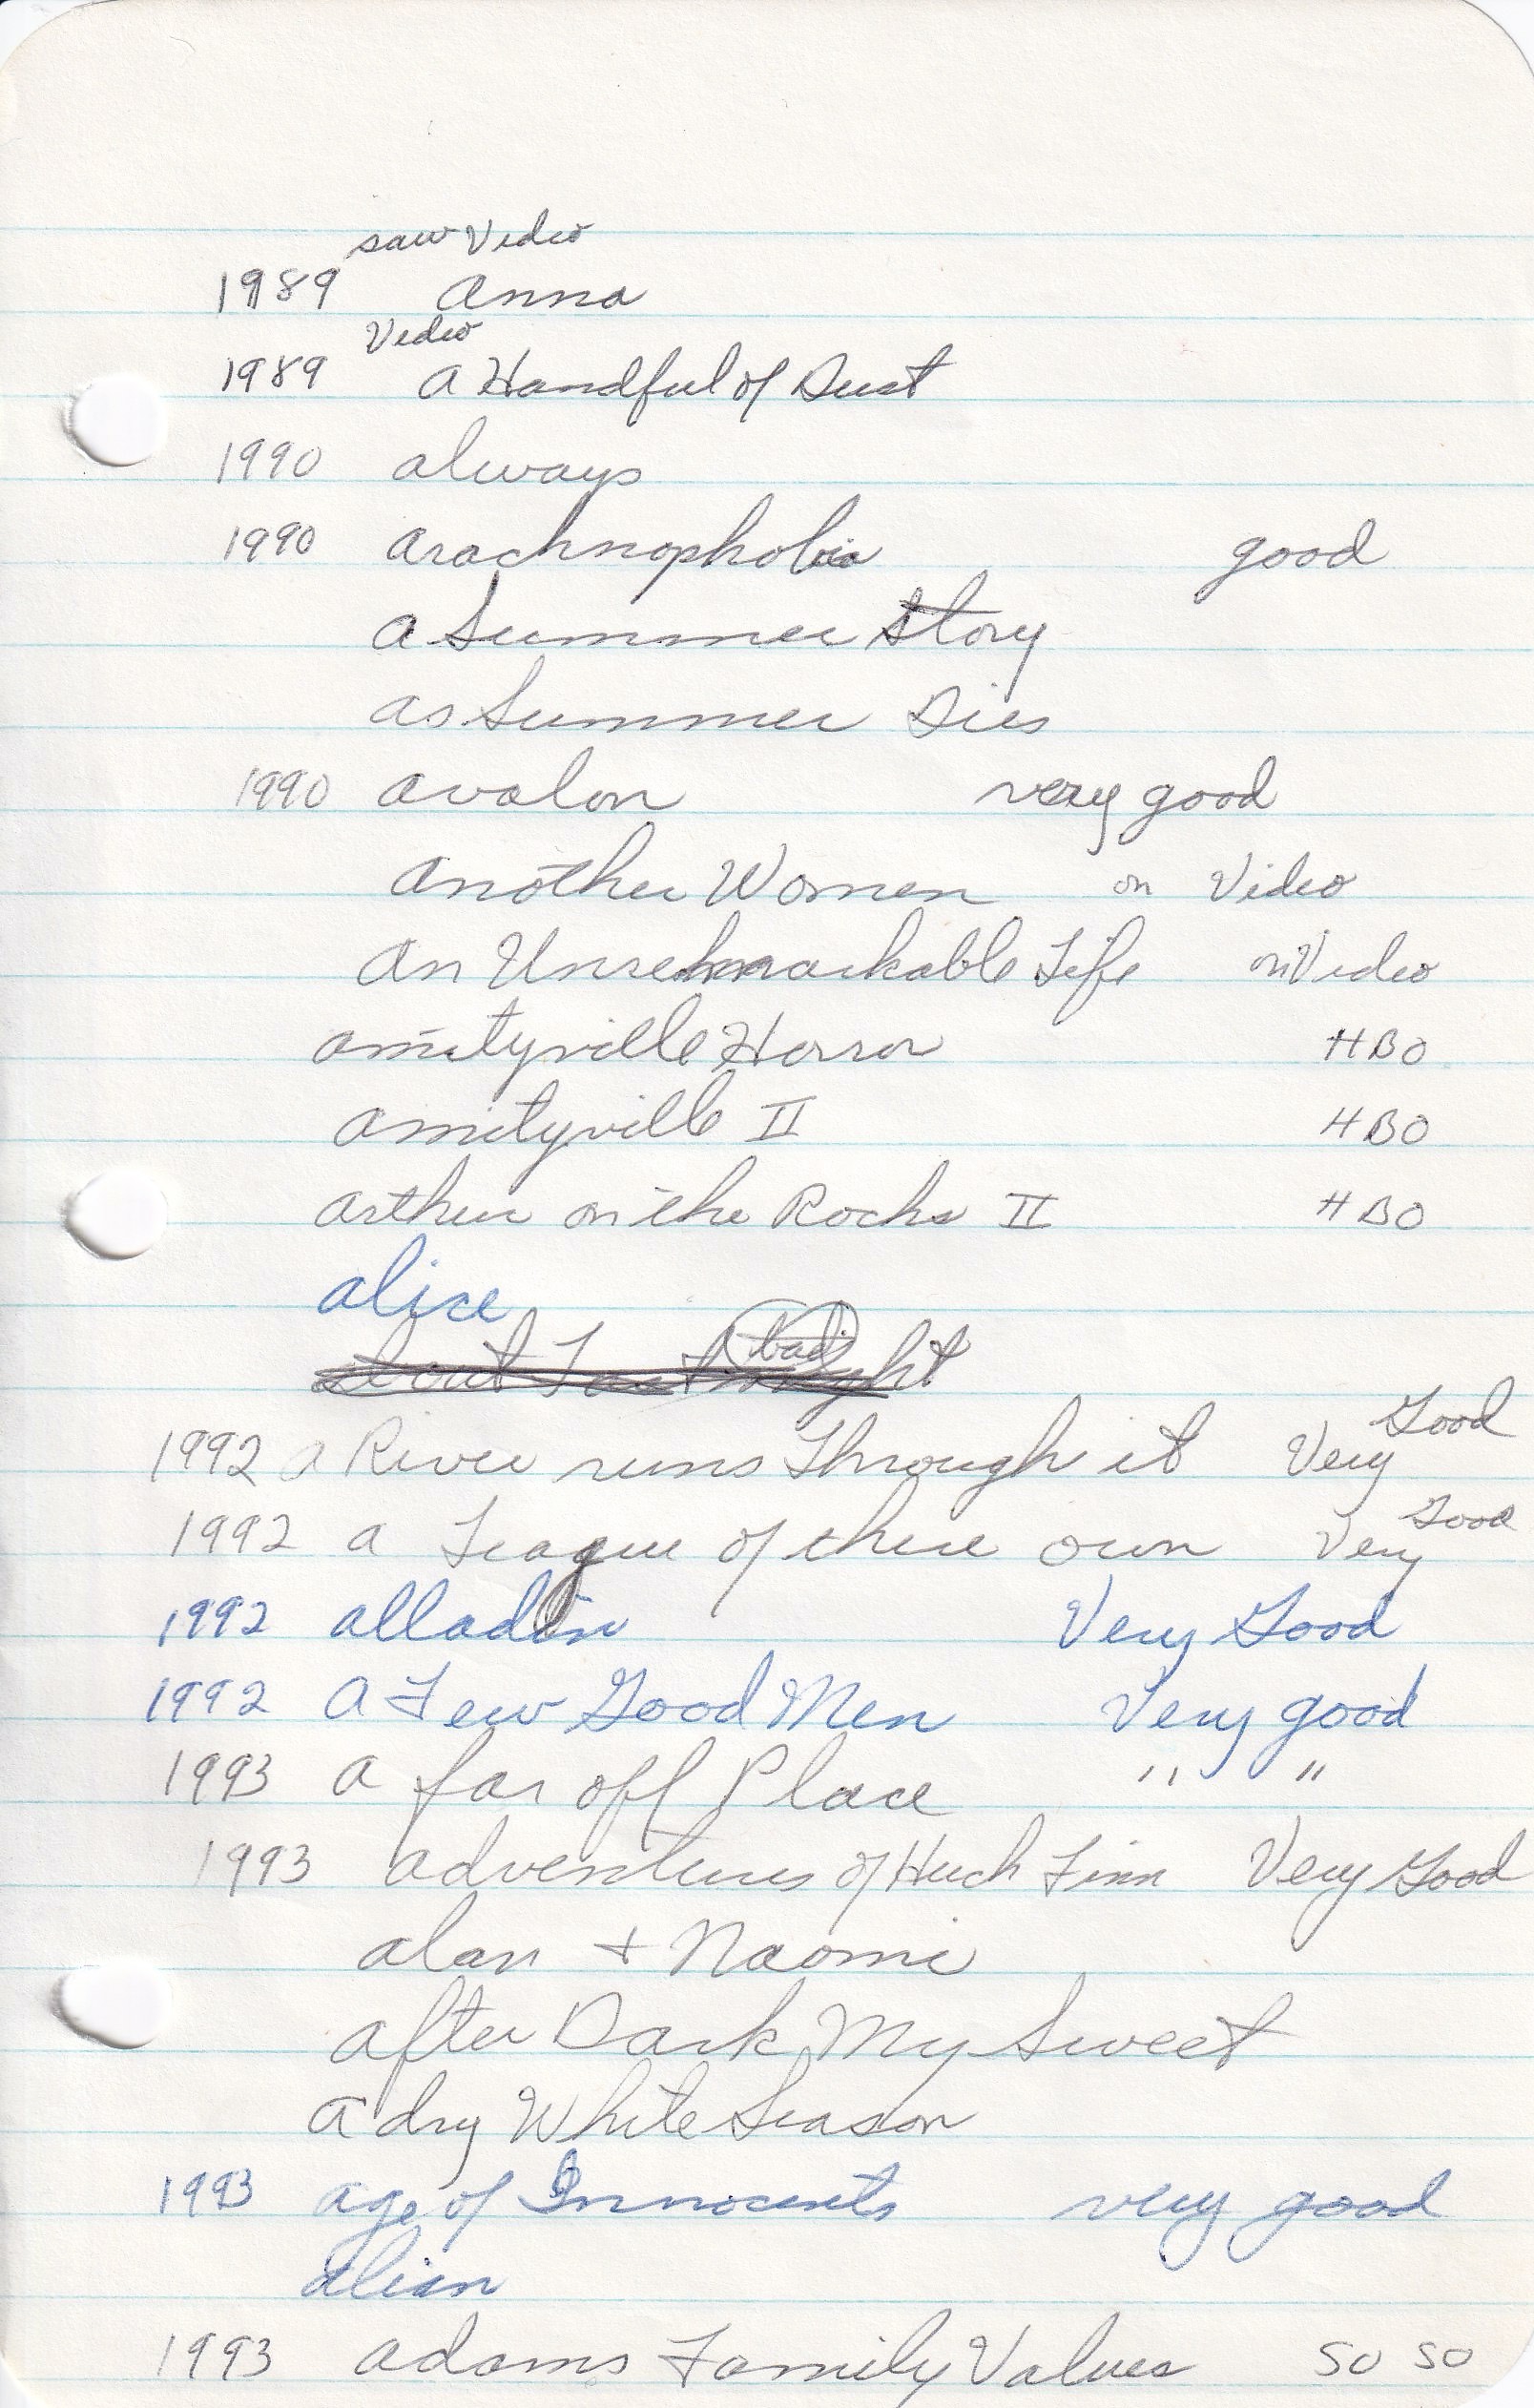 saw Video
1989 Anna
Video
1989 A Handful of Dust
1990 always
1990 arachnophobia good
a Summer Story
as Summer Dies
1990 avalon very good
another Women on Video
an Unremarkable Life on Video
amityville Horror HBO
amityville II HBO
arthur on the Rocks II HBO
alice
about Last night bad
1992 a River runs Through it Very Good
1992 a League of there own Very Good
1992 alladin Very Good
1992 A Few Good Men Very good
1993 a far off Place " "
1993 adventures of Huck Finn Very Good
alan + Naomi
after Dark My Sweet
a dry White Season
1993 age of Innocents very good
alian
1993 adams Family Values SO SO